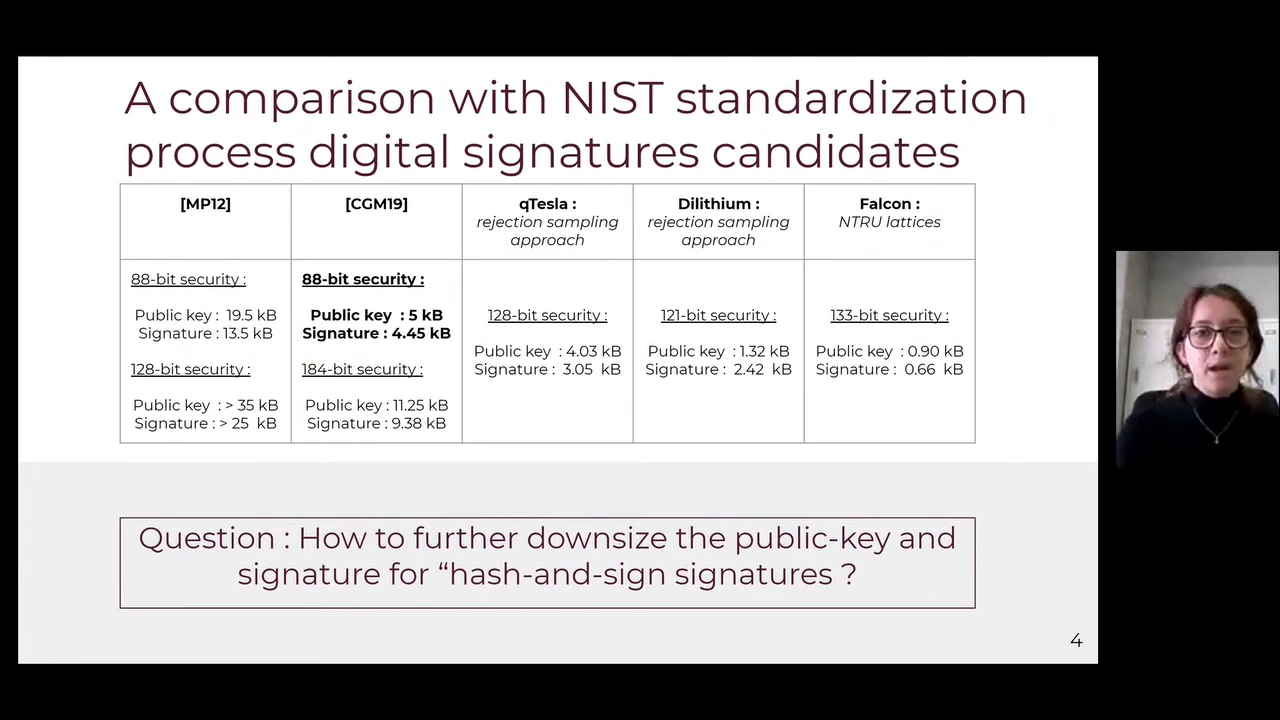 A comparison with NIST standardization
process digital signatures candidates
[MP12]
[CGM19]
qTesla :
rejection sampling
approach
Dilithium :
rejection sampling
approach
Falcon :
NTRU lattices
88-bit security :
Public key : 19.5 kB
Signature : 13.5 kB
128-bit security :
Public key : > 35 kB
Signature : > 25 kB
88-bit security :
Public key : 5 kB
Signature : 4.45 kB
184-bit security :
Public key : 11.25 kB
Signature : 9.38 kB
128-bit security :
Public key : 4.03 kB
Signature : 3.05 kB
121-bit security :
Public key : 1.32 kB
Signature : 2.42 kB
133-bit security :
Public key : 0.90 kB
Signature : 0.66 kB
Question : How to further downsize the public-key and
signature for “hash-and-sign signatures ?
4